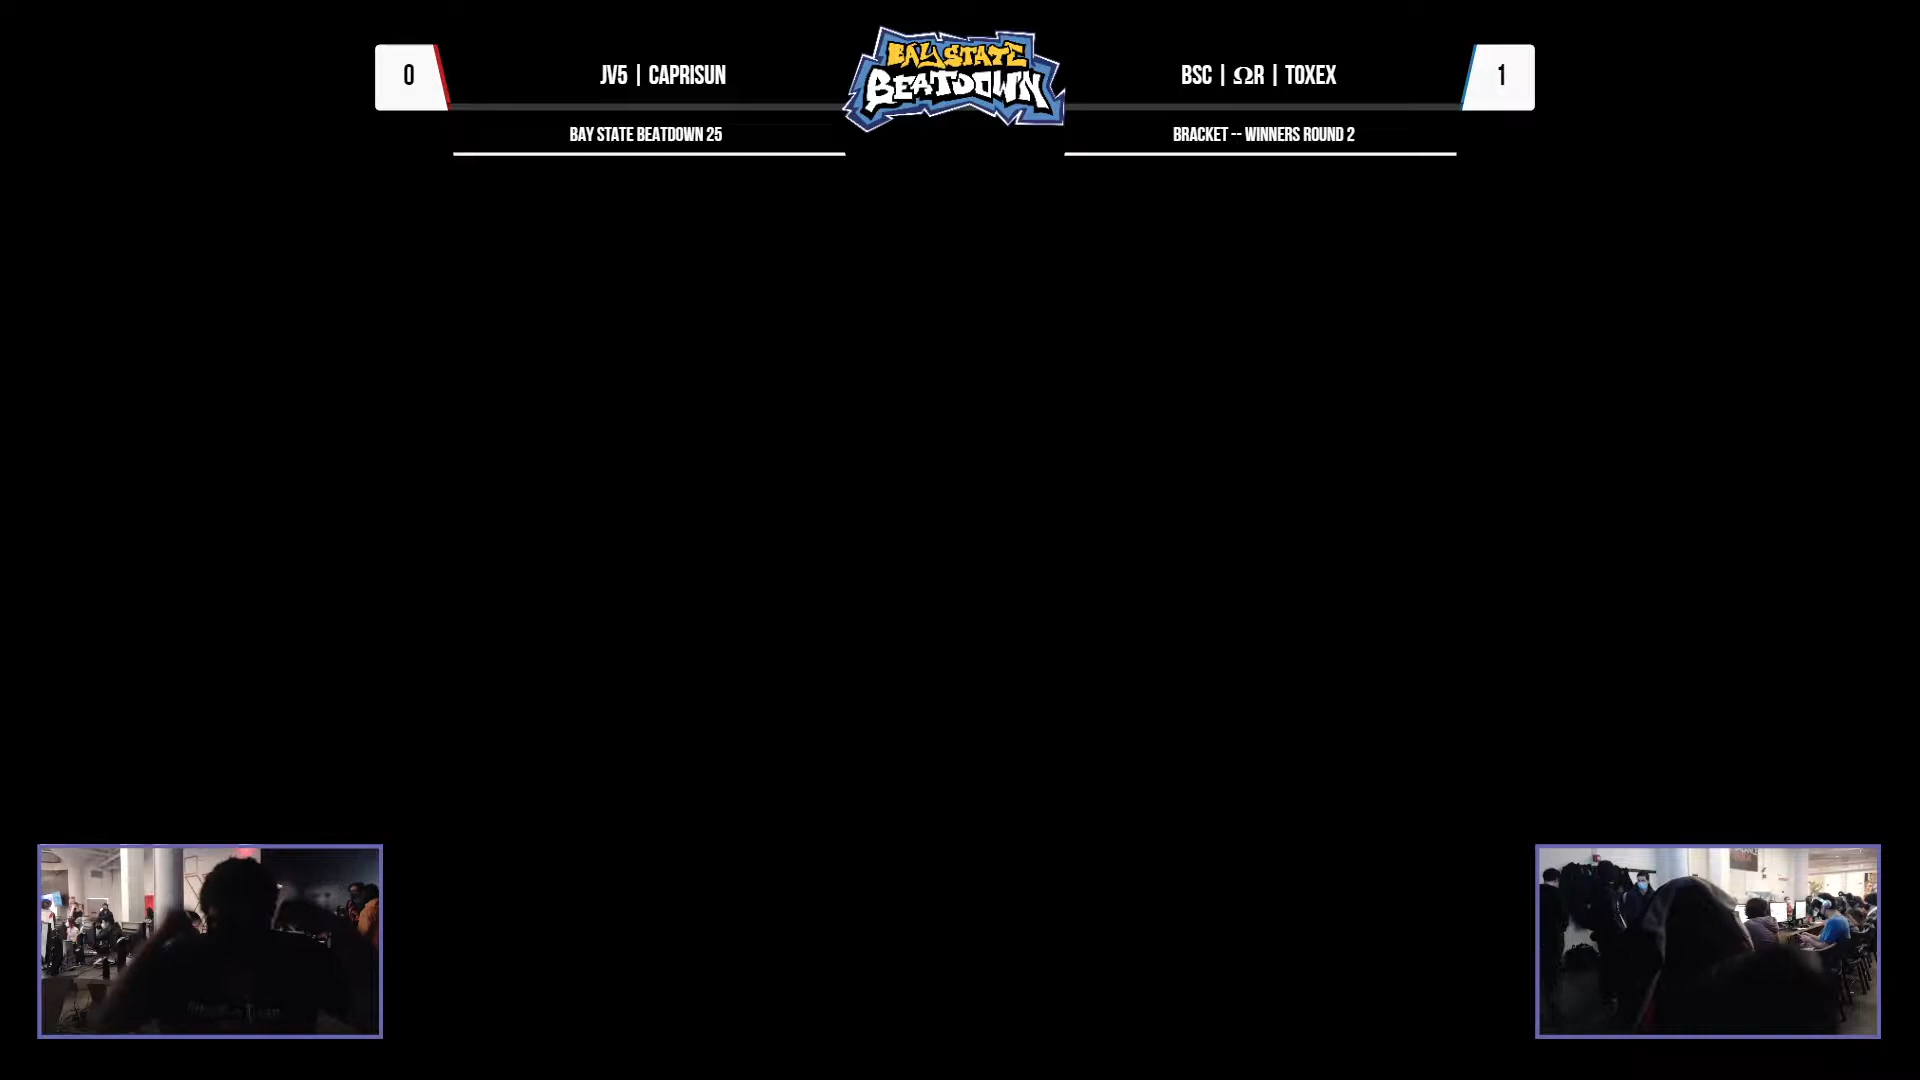 0
JV5 | CAPRISUN
BAY STATE
BEATDOWN
BSC | ΩR | TOXEX
1
BAY STATE BEATDOWN 25
BRACKET -- WINNERS ROUND 2